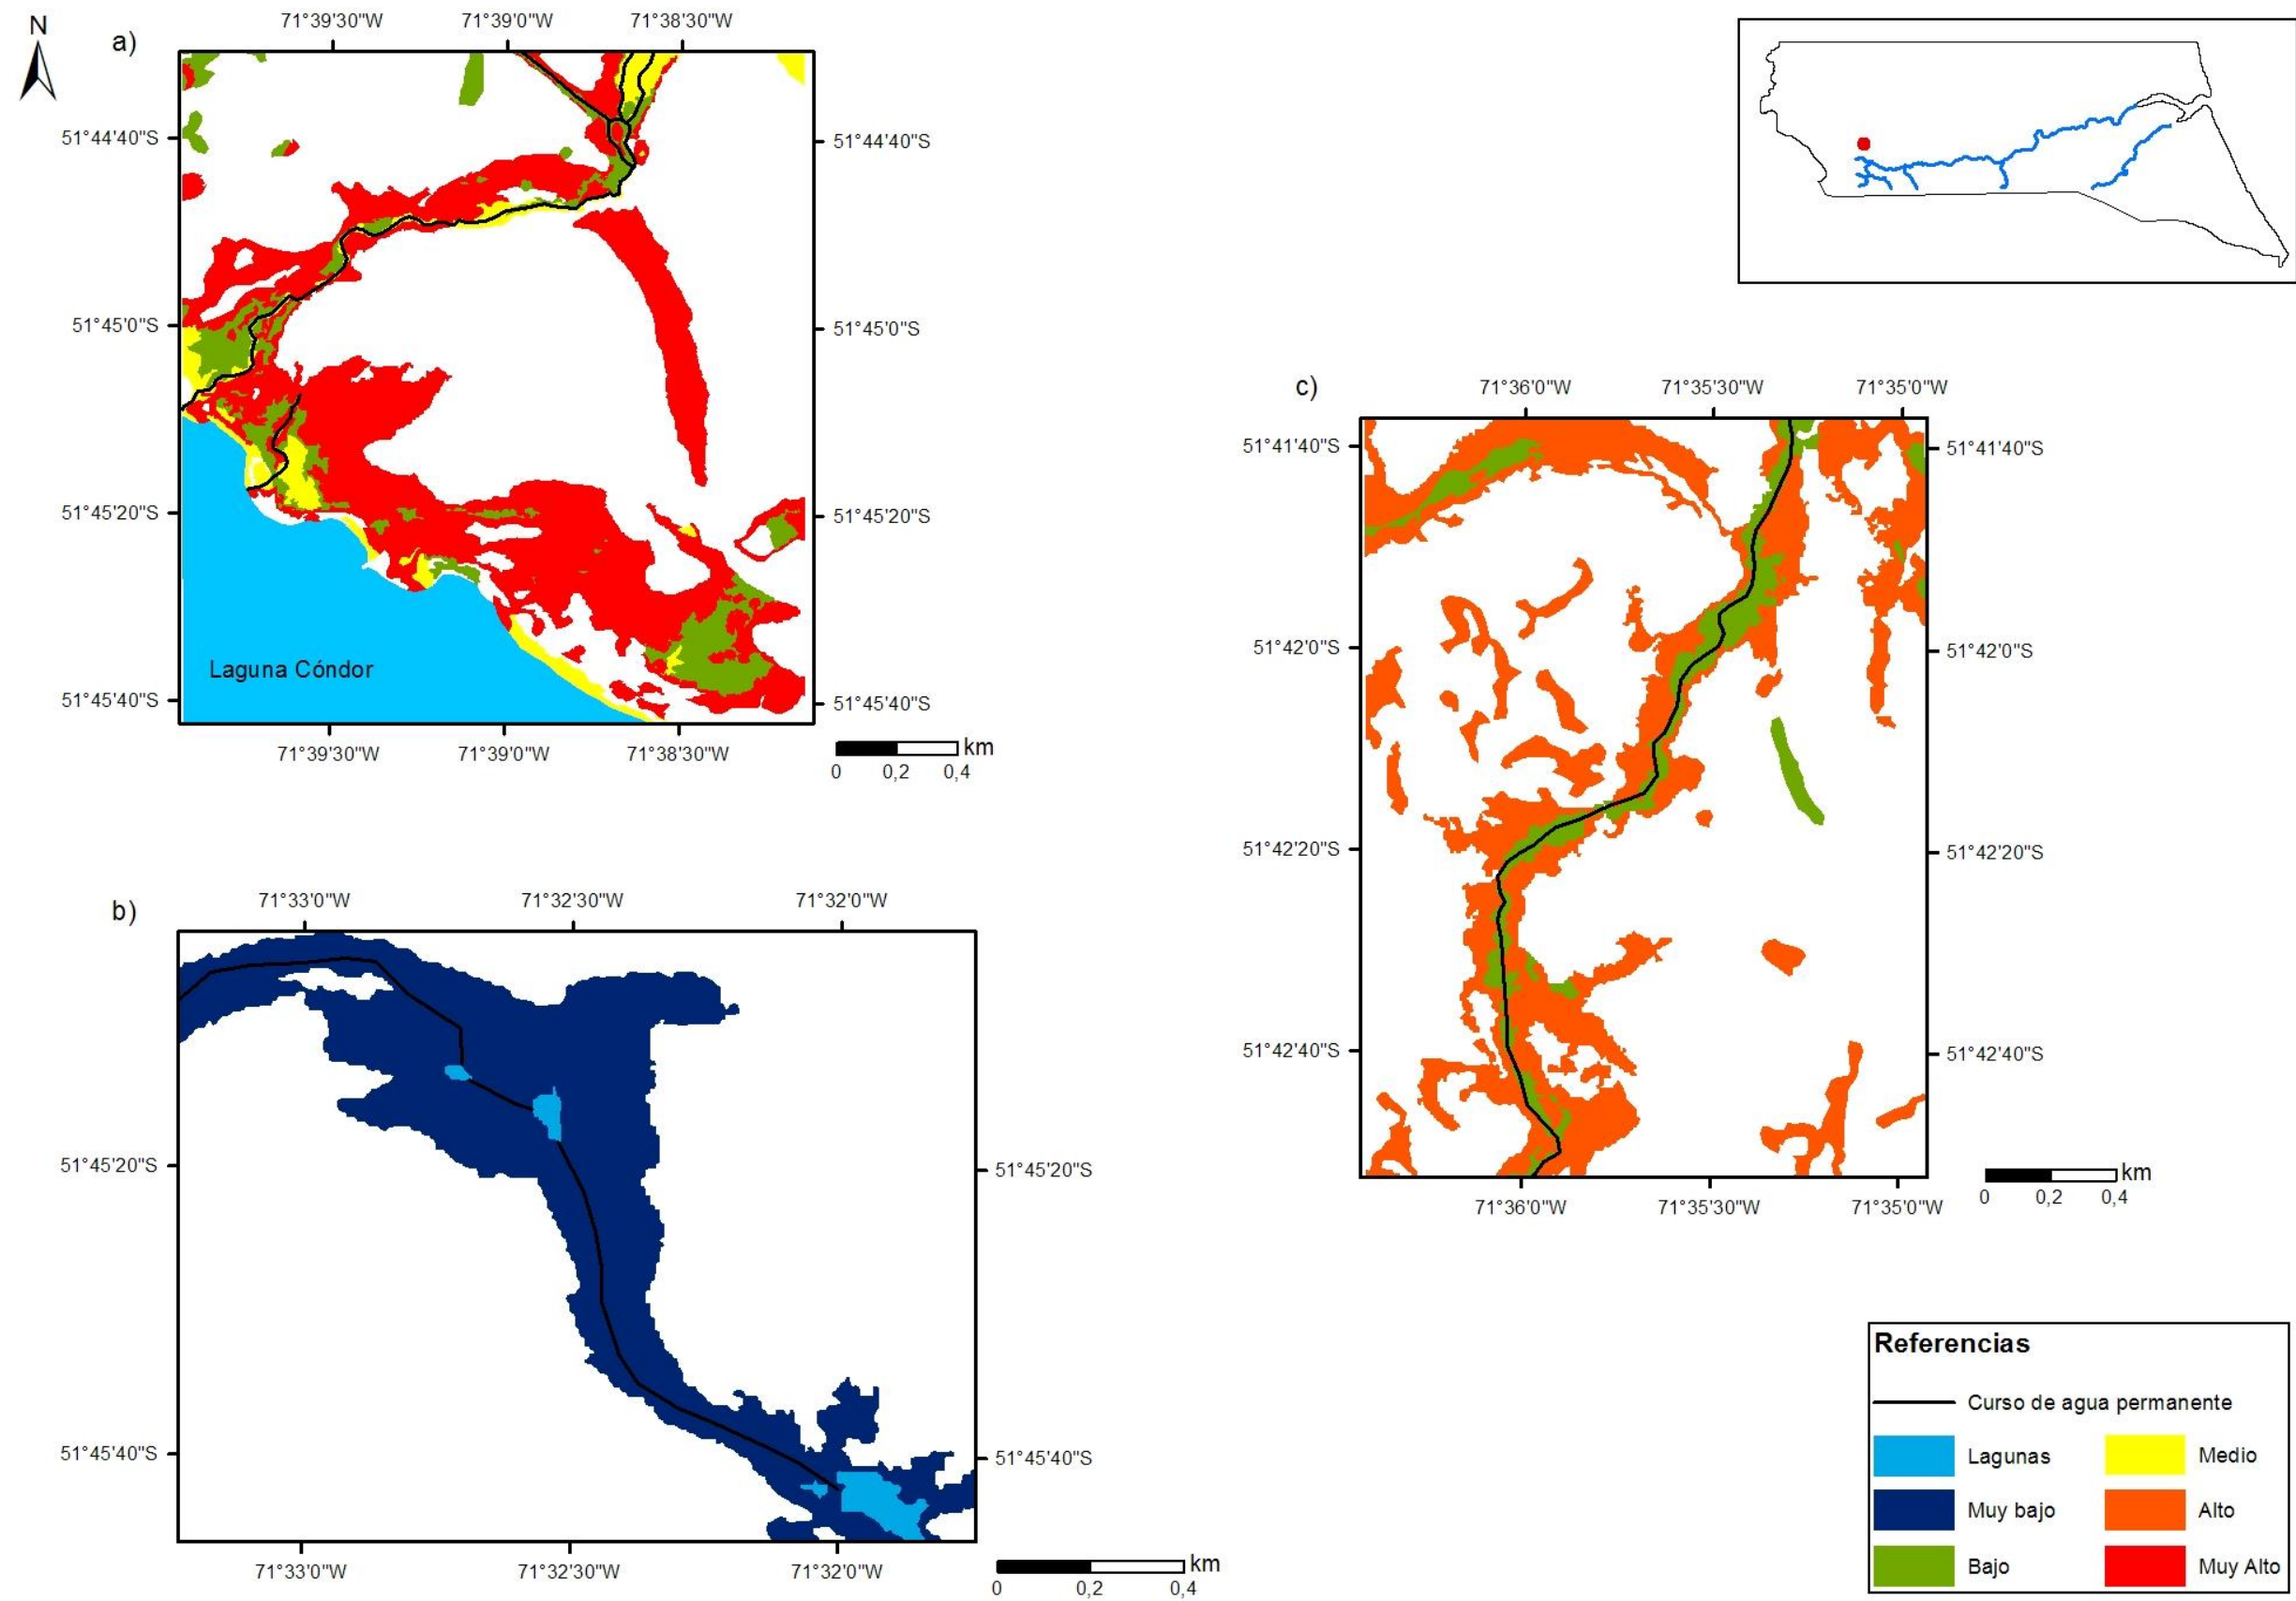 N
a)
71°39'30"W 71°39'0"W 71°38'30"W
51°44'40"S 51°44'40"S
51°45'0"S 51°45'0"S
51°45'20"S 51°45'20"S
Laguna Cóndor
51°45'40"S 51°45'40"S
71°39'30"W 71°39'0"W 71°38'30"W
km
0 0,2 0,4
b)
71°33'0"W 71°32'30"W 71°32'0"W
51°45'20"S 51°45'20"S
51°45'40"S 51°45'40"S
71°33'0"W 71°32'30"W 71°32'0"W
km
0 0,2 0,4
c)
71°36'0"W 71°35'30"W 71°35'0"W
51°41'40"S 51°41'40"S
51°42'0"S 51°42'0"S
51°42'20"S 51°42'20"S
51°42'40"S 51°42'40"S
71°36'0"W 71°35'30"W 71°35'0"W
km
0 0,2 0,4
Referencias
Curso de agua permanente
Lagunas Medio
Muy bajo Alto
Bajo Muy Alto